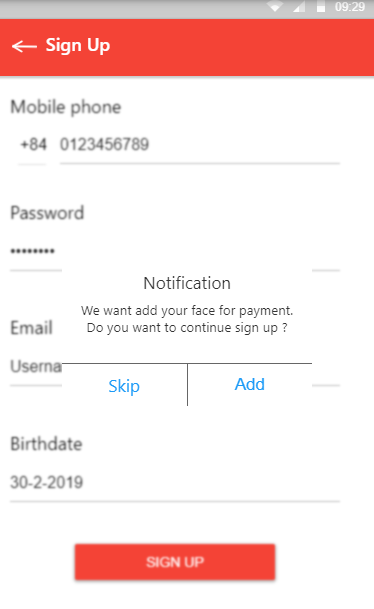 09:29
Sign Up
Mobile phone
+84 0123456789
Password
••••••••
Notification
We want add your face for payment.
Do you want to continue sign up ?
Email
Userna
Skip
Add
Birthdate
30-2-2019
SIGN UP